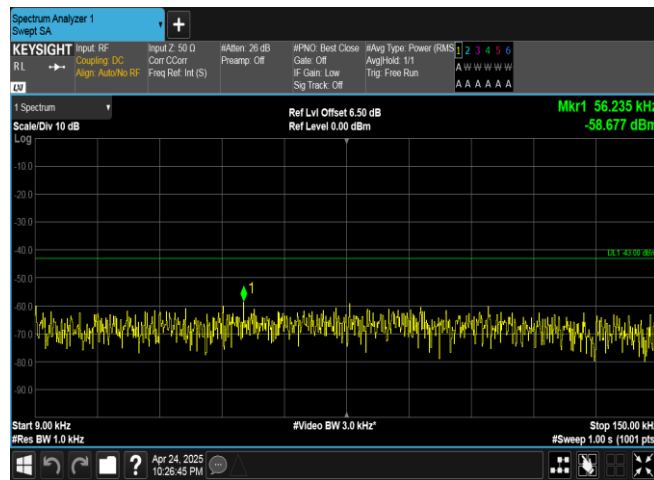 Spectrum Analyzer 1
Swept SA
+
KEYSIGHT Input: RF Input Z: 50 Ω #Atten: 26 dB #PNO: Best Close #Avg Type: Power (RMS 1 2 3 4 5 6
RL Coupling: DC Corr CCorr Preamp: Off Gate: Off Avg|Hold: 1/1 A W W W W W
Align: Auto/No RF Freq Ref: Int (S) IF Gain: Low Trig: Free Run
LXI Sig Track: Off A A A A A A
1 Spectrum Ref Lvl Offset 6.50 dB Mkr1 56.235 kHz
Scale/Div 10 dB Ref Level 0.00 dBm -58.677 dBm
Log
-10.0
-20.0
-30.0
-40.0
DL1 -43.00 dBm
-50.0
1
-60.0
-70.0
-80.0
-90.0
Start 9.00 kHz #Video BW 3.0 kHz* Stop 150.00 kHz
#Res BW 1.0 kHz #Sweep 1.00 s (1001 pts
? Apr 24, 2025
10:26:45 PM